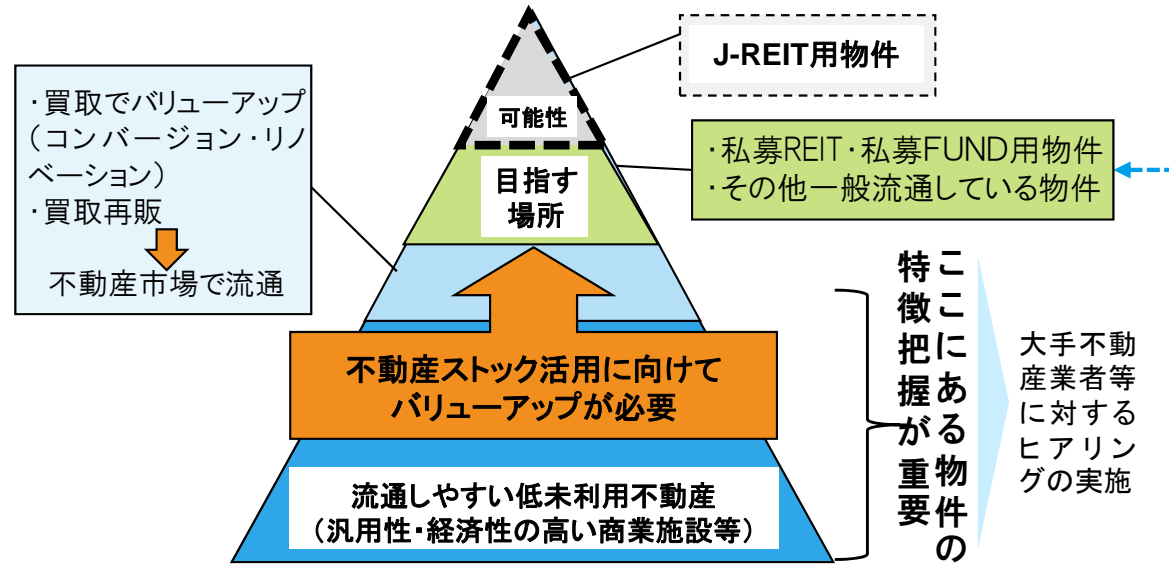 J-REIT用物件
・買取でバリューアップ
(コンバージョン・リノ
ベーション)
・買取再販
不動産市場で流通
可能性
・私募REIT・私募FUND用物件
・その他一般流通している物件
目指す
場所
不動産ストック活用に向けて
バリューアップが必要
流通しやすい低未利用不動産
(汎用性・経済性の高い商業施設等)
ここにある物件の
特徴把握が重要
大手不動
産業者等
に対する
ヒアリン
グの実施